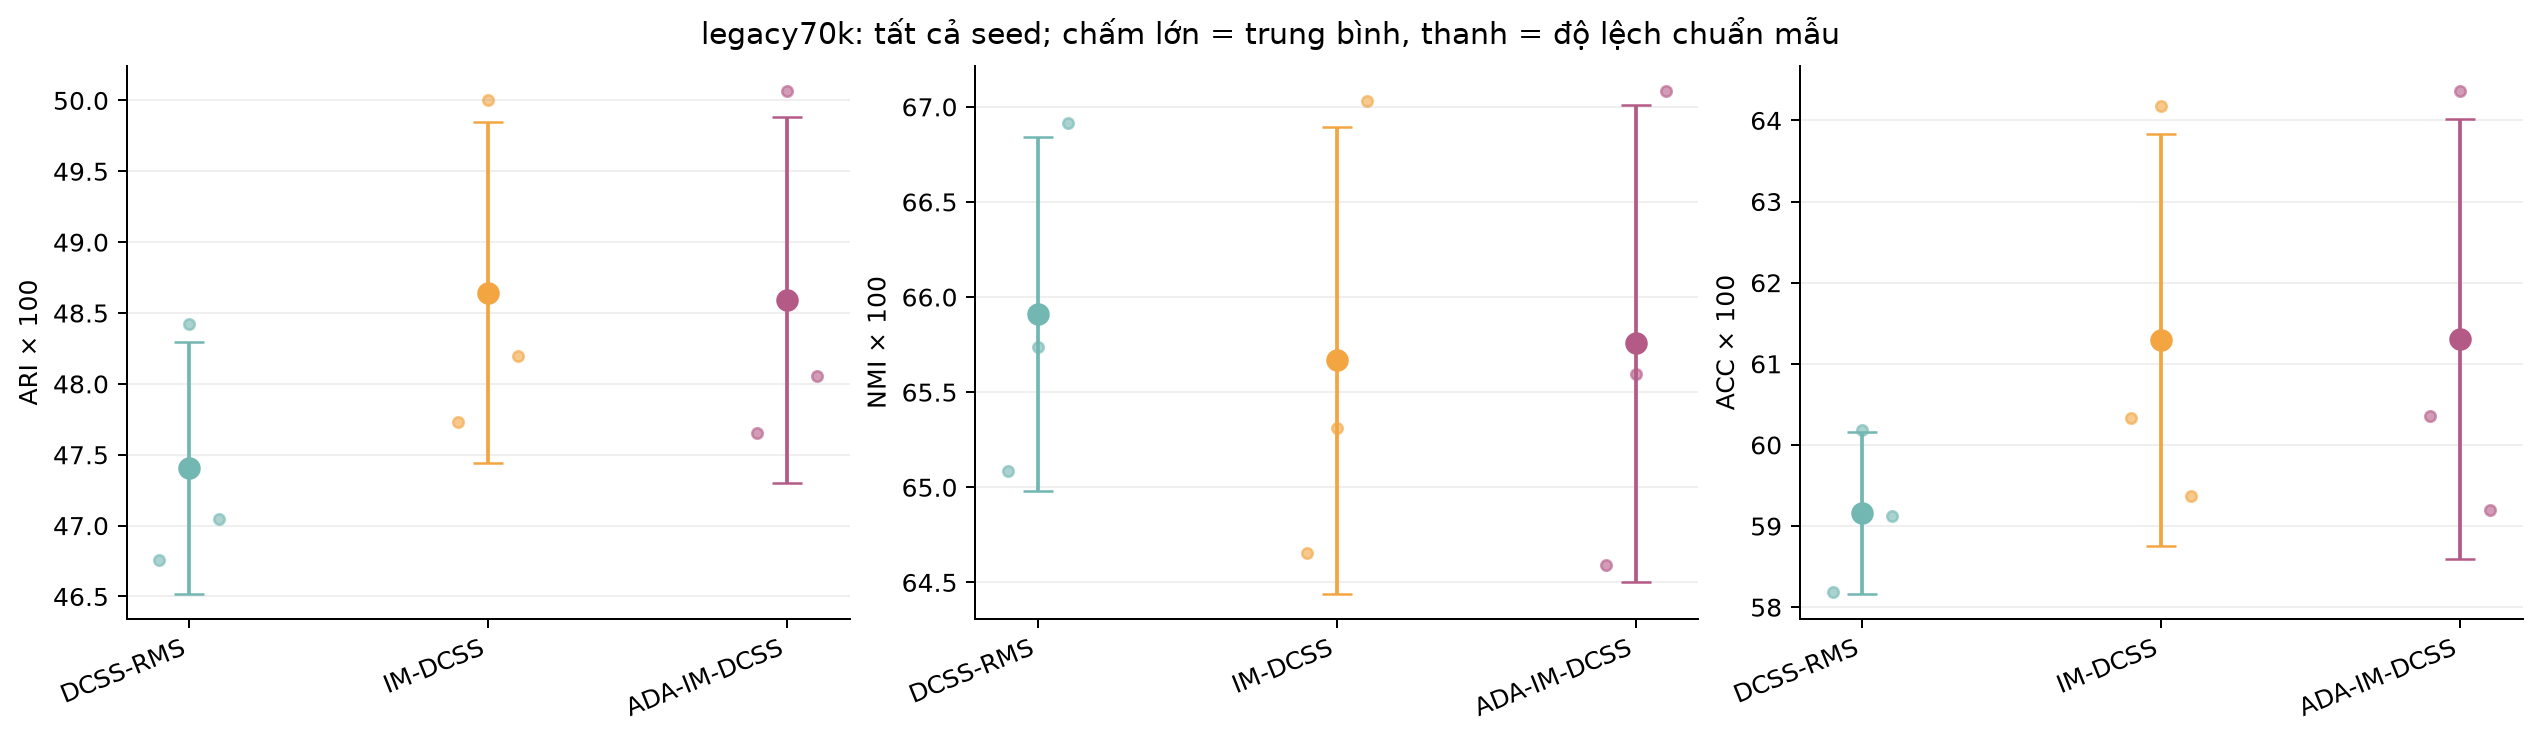 legacy70k: tất cả seed; chấm lớn = trung bình, thanh = độ lệch chuẩn mẫu
ARI × 100
50.0
49.5
49.0
48.5
48.0
47.5
47.0
46.5
DCSS-RMS
IM-DCSS
ADA-IM-DCSS
NMI × 100
67.0
66.5
66.0
65.5
65.0
64.5
DCSS-RMS
IM-DCSS
ADA-IM-DCSS
ACC × 100
64
63
62
61
60
59
58
DCSS-RMS
IM-DCSS
ADA-IM-DCSS